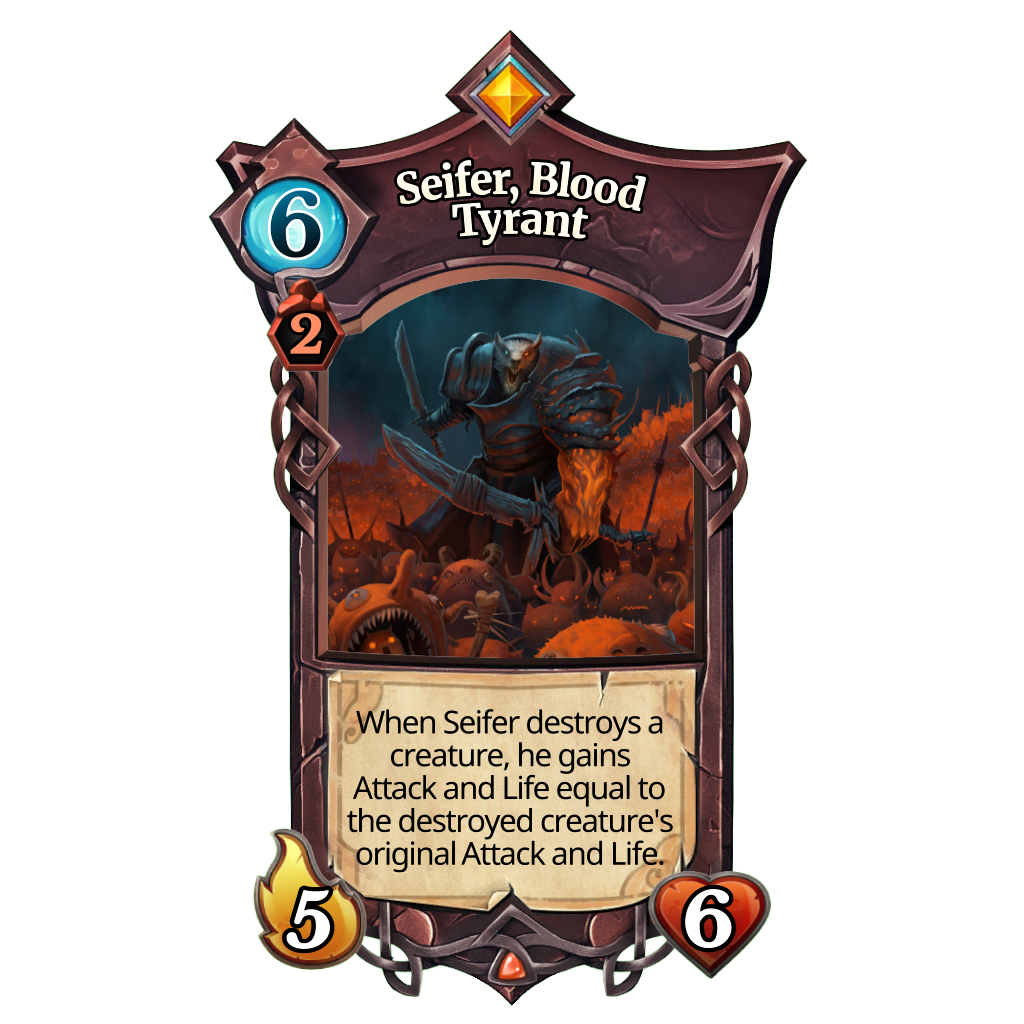 Seifer, Blood
Tyrant
6
2
When Seifer destroys a
creature, he gains
Attack and Life equal to
the destroyed creature's
original Attack and Life.
5
6